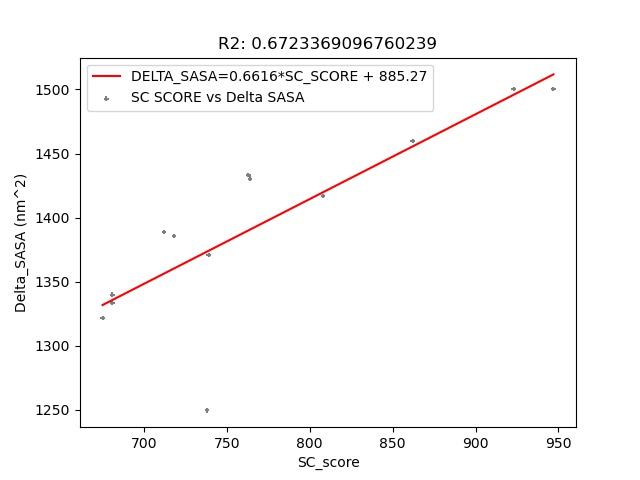 R2: 0.6723369096760239
DELTA_SASA=0.6616*SC_SCORE + 885.27
SC SCORE vs Delta SASA
Delta_SASA (nm^2)
1500
1450
1400
1350
1300
1250
700 750 800 850 900 950
SC_score